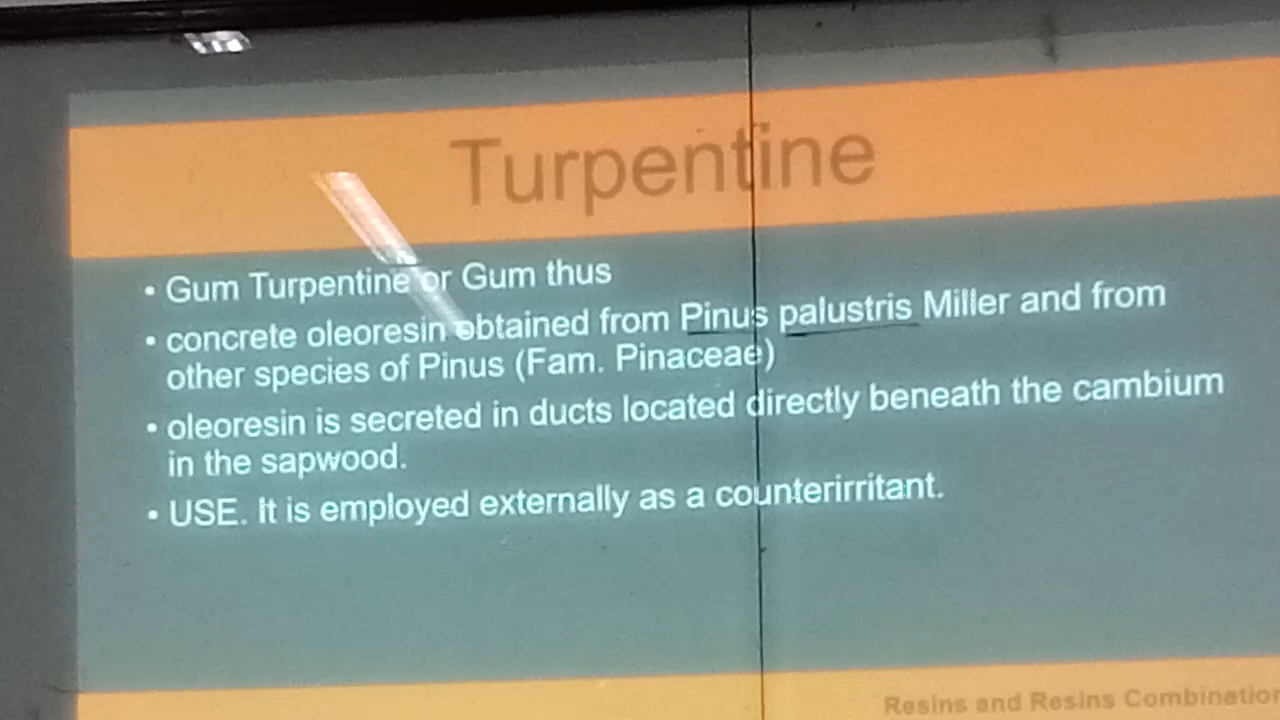 Turpentine
• Gum Turpentine or Gum thus
• concrete oleoresin obtained from Pinus palustris Miller and from
other species of Pinus (Fam. Pinaceae)
• oleoresin is secreted in ducts located directly beneath the cambium
in the sapwood.
• USE. It is employed externally as a counterirritant.
Resins and Resins Combination